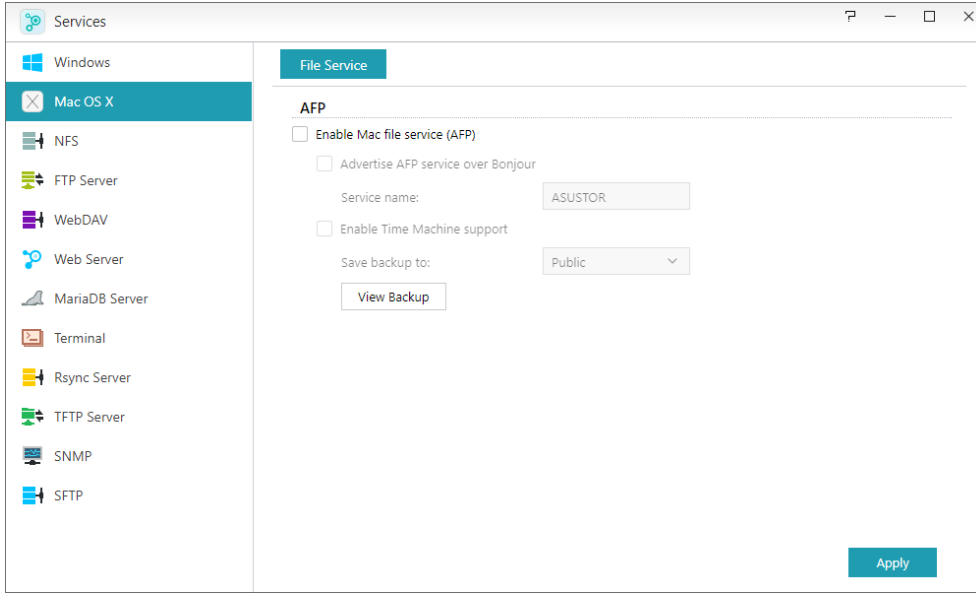 Services
Windows
Mac OS X
NFS
FTP Server
WebDAV
Web Server
MariaDB Server
Terminal
Rsync Server
TFTP Server
SNMP
SFTP
File Service
AFP
Enable Mac file service (AFP)
Advertise AFP service over Bonjour
Service name: ASUSTOR
Enable Time Machine support
Save backup to: Public
View Backup
Apply